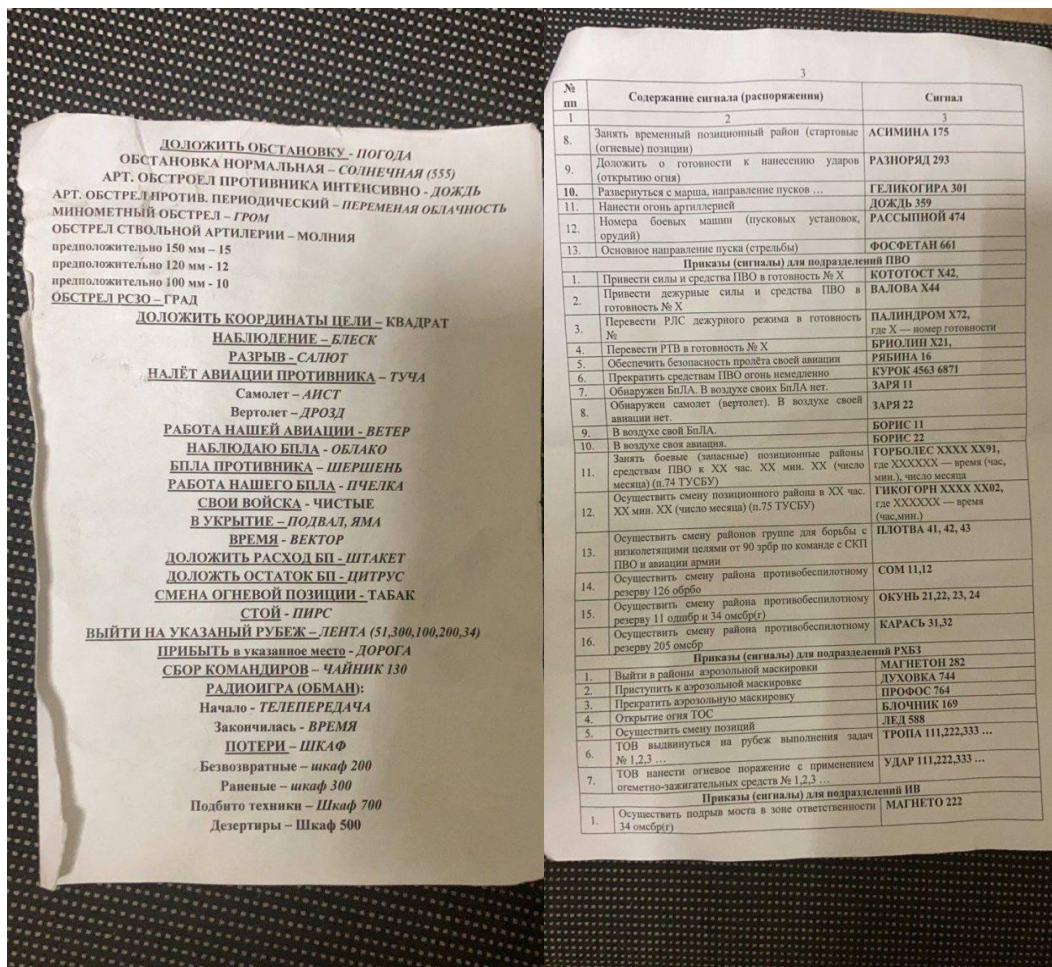 ДОЛОЖИТЬ ОБСТАНОВКУ - ПОГОДА
ОБСТАНОВКА НОРМАЛЬНАЯ – СОЛНЕЧНАЯ (555)
АРТ. ОБСТРОЕЛ ПРОТИВНИКА ИНТЕНСИВНО - ДОЖДЬ
АРТ. ОБСТРЕЛ ПРОТИВ. ПЕРИОДИЧЕСКИЙ – ПЕРЕМЕНАЯ ОБЛАЧНОСТЬ
МИНОМЕТНЫЙ ОБСТРЕЛ – ГРОМ
ОБСТРЕЛ СТВОЛЬНОЙ АРТИЛЕРИИ – МОЛНИЯ
предположительно 150 мм – 15
предположительно 120 мм - 12
предположительно 100 мм - 10
ОБСТРЕЛ РСЗО – ГРАД
ДОЛОЖИТЬ КООРДИНАТЫ ЦЕЛИ – КВАДРАТ
НАБЛЮДЕНИЕ – БЛЕСК
РАЗРЫВ - САЛЮТ
НАЛЁТ АВИАЦИИ ПРОТИВНИКА – ТУЧА
Самолет – АИСТ
Вертолет – ДРОЗД
РАБОТА НАШЕЙ АВИАЦИИ - ВЕТЕР
НАБЛЮДАЮ БПЛА - ОБЛАКО
БПЛА ПРОТИВНИКА – ШЕРШЕНЬ
РАБОТА НАШЕГО БПЛА - ПЧЕЛКА
СВОИ ВОЙСКА - ЧИСТЫЕ
В УКРЫТИЕ – ПОДВАЛ, ЯМА
ВРЕМЯ - ВЕКТОР
ДОЛОЖИТЬ РАСХОД БП - ШТАКЕТ
ДОЛОЖТЬ ОСТАТОК БП - ЦИТРУС
СМЕНА ОГНЕВОЙ ПОЗИЦИИ - ТАБАК
СТОЙ - ПИРС
ВЫЙТИ НА УКАЗАНЫЙ РУБЕЖ – ЛЕНТА (51,300,100,200,34)
ПРИБЫТЬ в указанное место - ДОРОГА
СБОР КОМАНДИРОВ – ЧАЙНИК 130
РАДИОИГРА (ОБМАН):
Начало - ТЕЛЕПЕРЕДАЧА
Закончилась - ВРЕМЯ
ПОТЕРИ – ШКАФ
Безвозвратные – шкаф 200
Раненые – шкаф 300
Подбито техники – Шкаф 700
Дезертиры – Шкаф 500
3
№ пп Содержание сигнала (распоряжения) Сигнал
1 2 3
8. Занять временный позиционный район (стартовые АСИМИНА 175
(огневые) позиции)
9. Доложить о готовности к нанесению ударов РАЗНОРЯД 293
(открытию огня)
10. Развернуться с марша, направление пусков … ГЕЛИКОГИРА 301
11. Нанести огонь артиллерией ДОЖДЬ 359
12. Номера боевых машин (пусковых установок, РАССЫПНОЙ 474
орудий)
13. Основное направление пуска (стрельбы) ФОСФЕТАН 661
Приказы (сигналы) для подразделений ПВО
1. Привести силы и средства ПВО в готовность № X КОТОТОСТ X42,
2. Привести дежурные силы и средства ПВО в ВАЛОВА X44
готовность № X
3. Перевести РЛС дежурного режима в готовность ПАЛИНДРОМ X72,
№ где X — номер готовности
4. Перевести РТВ в готовность № X БРИОЛИН X21,
5. Обеспечить безопасность пролёта своей авиации РЯБИНА 16
6. Прекратить средствам ПВО огонь немедленно КУРОК 4563 6871
7. Обнаружен БпЛА. В воздухе своих БпЛА нет. ЗАРЯ 11
8. Обнаружен самолет (вертолет). В воздухе своей ЗАРЯ 22
авиации нет.
9. В воздухе свой БпЛА. БОРИС 11
10. В воздухе своя авиация. БОРИС 22
11. Занять боевые (запасные) позиционные районы ГОРБОЛЕС XXXX XX91,
средствам ПВО к XX час. XX мин. XX (число где XXXXXX — время (час,
месяца) (п.74 ТУСБУ) мин.), число месяца
12. Осуществить смену позиционного района в XX час. ГИКОГОРН XXXX XX02,
XX мин. XX (число месяца) (п.75 ТУСБУ) где XXXXXX — время
(час,мин.)
13. Осуществить смену районов группе для борьбы с ПЛОТВА 41, 42, 43
низколетящими целями от 90 зрбр по команде с СКП
ПВО и авиации армии
14. Осуществить смену района противобеспилотному СОМ 11,12
резерву 126 обрбо
15. Осуществить смену района противобеспилотному ОКУНЬ 21,22, 23, 24
резерву 11 одшбр и 34 омсбр(г)
16. Осуществить смену района противобеспилотному КАРАСЬ 31,32
резерву 205 омсбр
Приказы (сигналы) для подразделений РХБЗ
1. Выйти в районы аэрозольной маскировки МАГНЕТОН 282
2. Приступить к аэрозольной маскировке ДУХОВКА 744
3. Прекратить аэрозольную маскировку ПРОФОС 764
4. Открытие огня ТОС БЛОЧНИК 169
5. Осуществить смену позиций ЛЕД 588
6. ТОВ выдвинуться на рубеж выполнения задач ТРОПА 111,222,333 …
№ 1,2,3 …
7. ТОВ нанести огневое поражение с применением УДАР 111,222,333 …
огеметно-зажигательных средств № 1,2,3 …
Приказы (сигналы) для подразделений ИВ
1. Осуществить подрыв моста в зоне ответственности МАГНЕТО 222
34 омсбр(г)